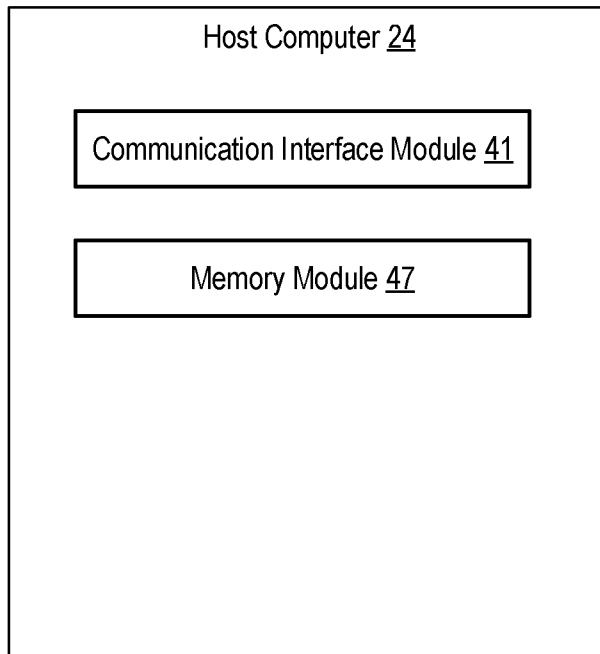 Host Computer 24
Communication Interface Module 41
Memory Module 47